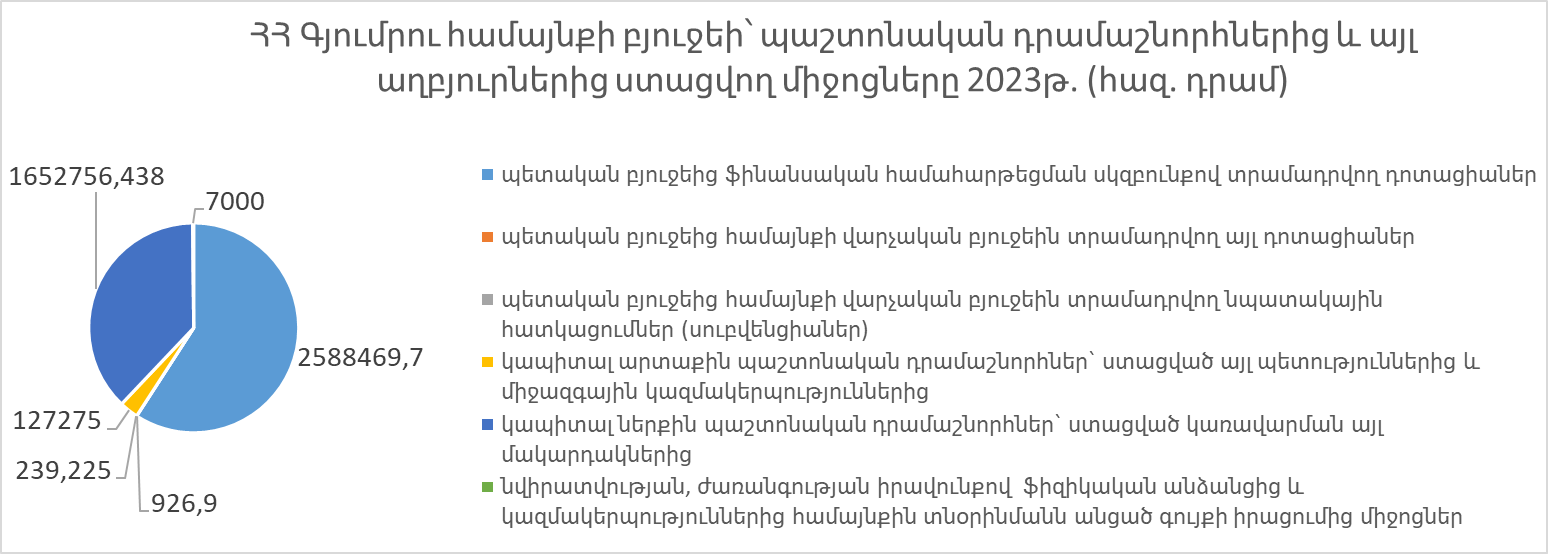 ՀՀ Գյումրու համայնքի բյուջեի՝ պաշտոնական դրամաշնորհներից և այլ
աղբյուրներից ստացվող միջոցները 2023թ. (հազ. դրամ)
1652756,438
7000
2588469,7
127275
239,225
926,9
պետական բյուջեից ֆինանսական համահարթեցման սկզբունքով տրամադրվող դոտացիաներ
պետական բյուջեից համայնքի վարչական բյուջեին տրամադրվող այլ դոտացիաներ
պետական բյուջեից համայնքի վարչական բյուջեին տրամադրվող նպատակային
հատկացումներ (սուբվենցիաներ)
կապիտալ արտաքին պաշտոնական դրամաշնորհներ՝ ստացված այլ պետություններից և
միջազգային կազմակերպություններից
կապիտալ ներքին պաշտոնական դրամաշնորհներ՝ ստացված կառավարման այլ
մակարդակներից
նվիրատվության, ժառանգության իրավունքով  ֆիզիկական անձանցից և
կազմակերպություններից համայնքին տնօրինմանն անցած գույքի իրացումից միջոցներ